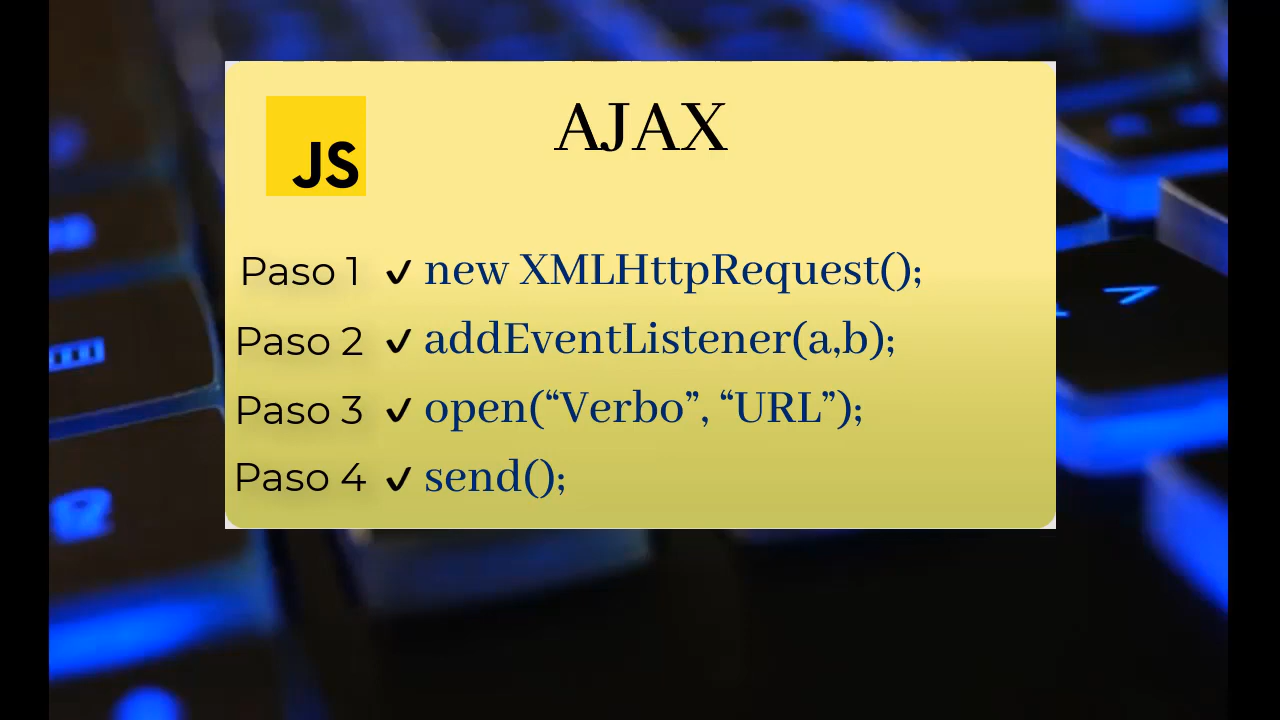 AJAX
JS
Paso 1 ✓ new XMLHttpRequest();
Paso 2 ✓ addEventListener(a,b);
Paso 3 ✓ open(“Verbo”, “URL”);
Paso 4 ✓ send();